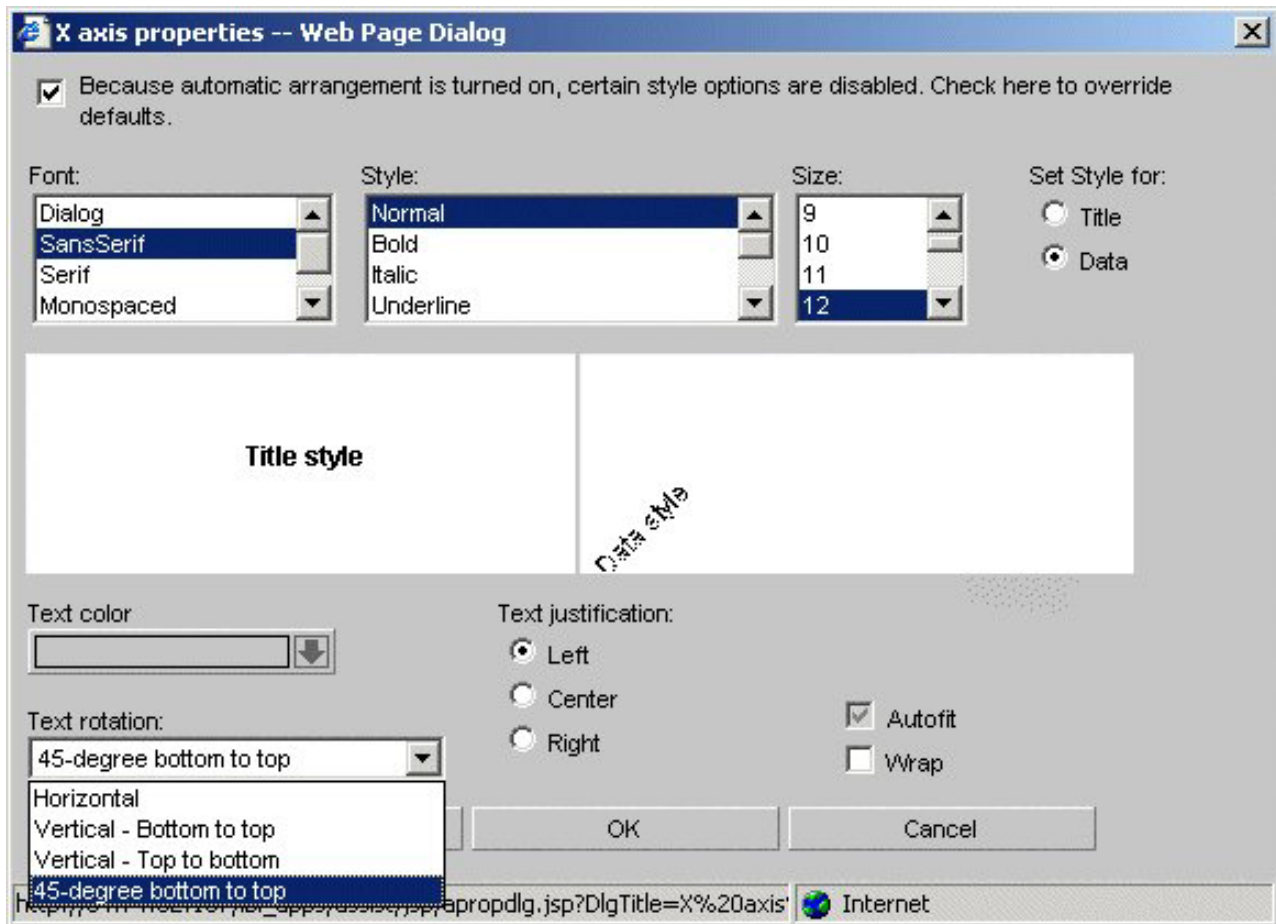 X axis properties -- Web Page Dialog
Because automatic arrangement is turned on, certain style options are disabled. Check here to override
defaults.
Font:
Dialog
SansSerif
Serif
Monospaced
Style:
Normal
Bold
Italic
Underline
Size:
9
10
11
12
Set Style for:
Title
Data
Title style
Data style
Text color
Text justification:
Left
Center
Right
Text rotation:
45-degree bottom to top
Horizontal
Vertical - Bottom to top
Vertical - Top to bottom
45-degree bottom to top
Autofit
Wrap
OK
Cancel
apropdlg.jsp?DlgTitle=X%20axis
Internet